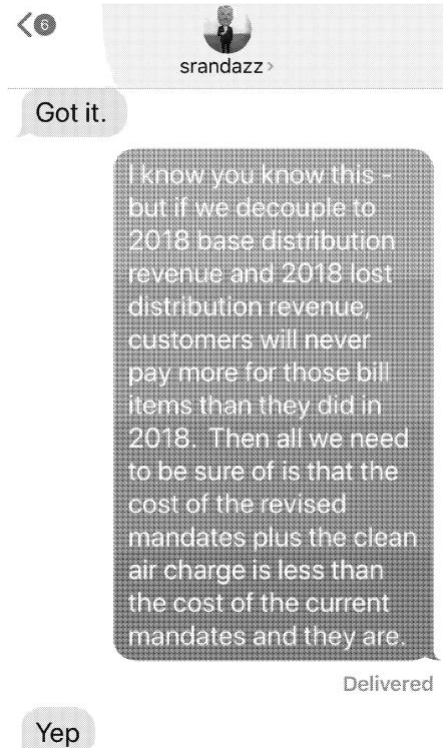 6
srandazz
Got it.
I know you know this -
but if we decouple to
2018 base distribution
revenue and 2018 lost
distribution revenue,
customers will never
pay more for those bill
items than they did in
2018.  Then all we need
to be sure of is that the
cost of the revised
mandates plus the clean
air charge is less than
the cost of the current
mandates and they are.
Delivered
Yep